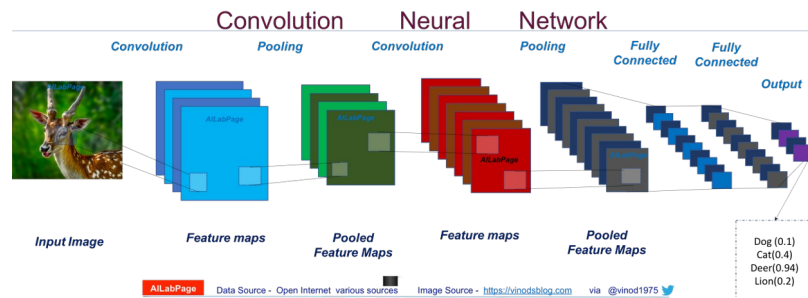 Convolution Neural Network
Convolution Pooling Convolution Pooling Fully Connected Fully Connected Output
AILabPage
AILabPage
AILabPage
AILabPage
Input Image Feature maps Pooled Feature Maps Feature maps Pooled Feature Maps
Dog (0.1)
Cat(0.4)
Deer(0.94)
Lion(0.2)
AILabPage Data Source - Open Internet various sources Image Source - https://vinodsblog.com via @vinod1975